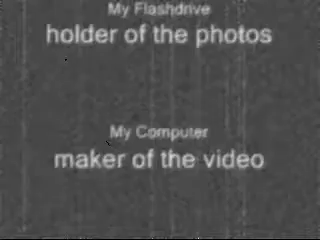 My Flashdrive
holder of the photos
My Computer
maker of the video